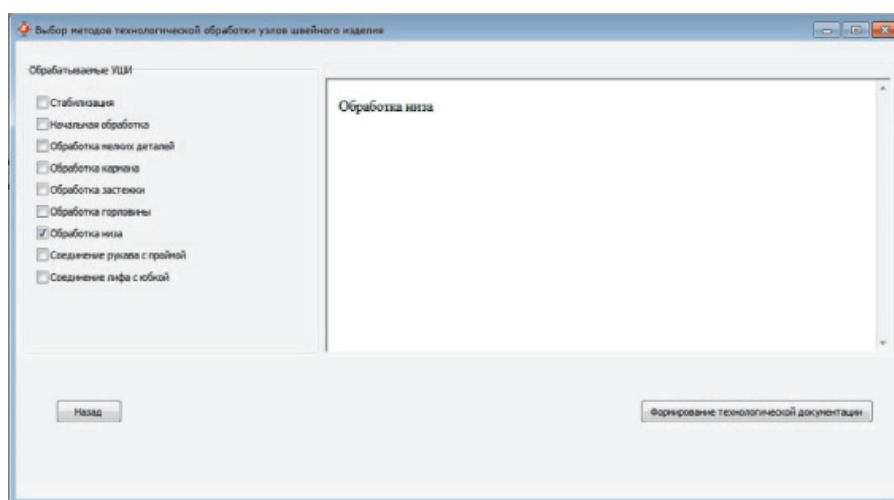 Выбор методов технологической обработки узлов швейного изделия
Обрабатываемые УШИ
Стабилизация
Начальная обработка
Обработка мелких деталей
Обработка кармана
Обработка застежки
Обработка горловины
Обработка низа
Соединение рукава с проймой
Соединение лифа с юбкой
Обработка низа
Назад
Формирование технологической документации